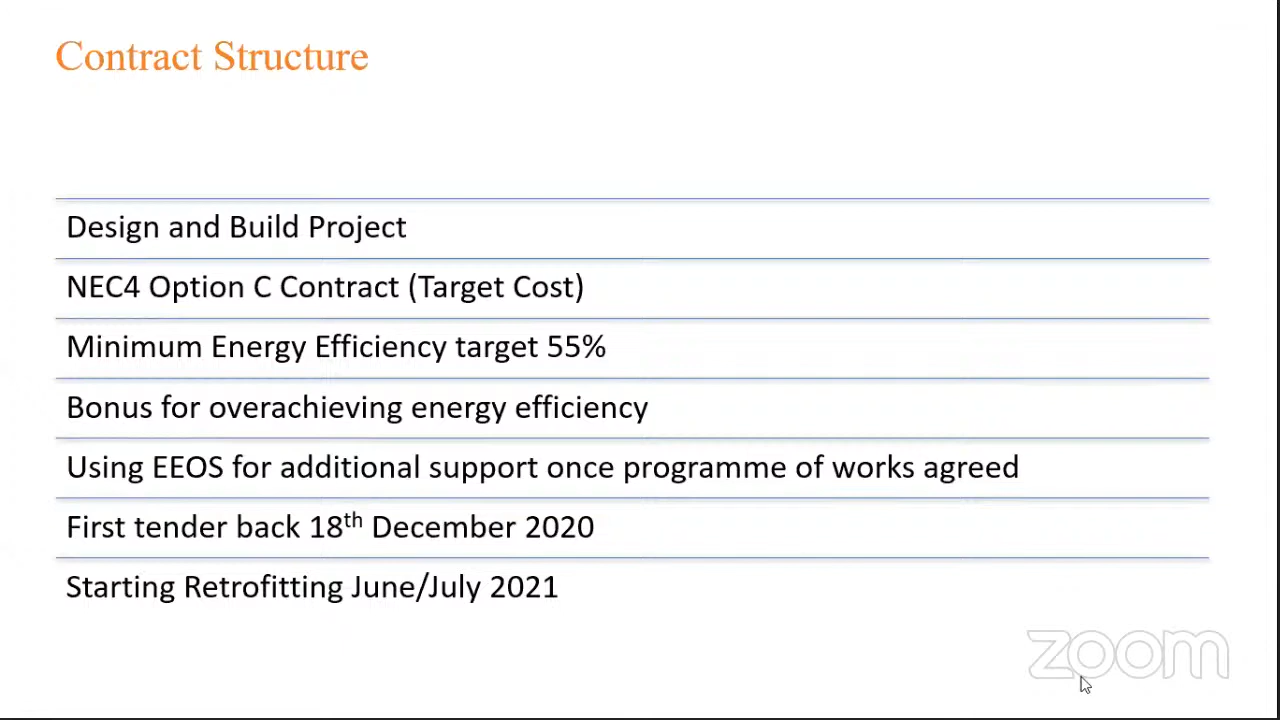 Contract Structure
Design and Build Project
NEC4 Option C Contract (Target Cost)
Minimum Energy Efficiency target 55%
Bonus for overachieving energy efficiency
Using EEOS for additional support once programme of works agreed
First tender back 18th December 2020
Starting Retrofitting June/July 2021
zoom